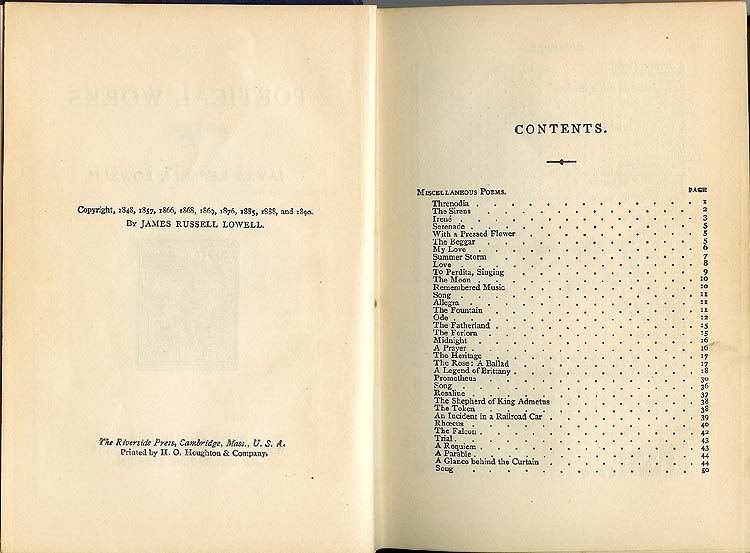 Copyright, 1848, 1857, 1866, 1868, 1869, 1876, 1885, 1888, and 1890.
By JAMES RUSSELL LOWELL.
The Riverside Press, Cambridge, Mass., U. S. A.
Printed by H. O. Houghton & Company.
CONTENTS.
MISCELLANEOUS POEMS. PAGE
Threnodia . . . . . . . . . . . . . 1
The Sirens . . . . . . . . . . . . . 2
Irené . . . . . . . . . . . . . 3
Serenade . . . . . . . . . . . . . 5
With a Pressed Flower . . . . . . . . . . . 5
The Beggar . . . . . . . . . . . . . 5
My Love . . . . . . . . . . . . . 6
Summer Storm . . . . . . . . . . . . 7
Love . . . . . . . . . . . . . 8
To Perdita, Singing . . . . . . . . . . . 9
The Moon . . . . . . . . . . . . . 10
Remembered Music . . . . . . . . . . . 10
Song . . . . . . . . . . . . . 11
Allegra . . . . . . . . . . . . . 11
The Fountain . . . . . . . . . . . . 11
Ode . . . . . . . . . . . . . 12
The Fatherland . . . . . . . . . . . . 15
The Forlorn . . . . . . . . . . . . 15
Midnight . . . . . . . . . . . . . 16
A Prayer . . . . . . . . . . . . . 16
The Heritage . . . . . . . . . . . . 17
The Rose: A Ballad . . . . . . . . . . . 17
A Legend of Brittany . . . . . . . . . . . 18
Prometheus . . . . . . . . . . . . 30
Song . . . . . . . . . . . . . 36
Rosaline . . . . . . . . . . . . . 37
The Shepherd of King Admetus . . . . . . . . . 38
The Token . . . . . . . . . . . . 38
An Incident in a Railroad Car . . . . . . . . . 39
Rhœcus . . . . . . . . . . . . . 40
The Falcon . . . . . . . . . . . . 42
Trial . . . . . . . . . . . . . 43
A Requiem . . . . . . . . . . . . 43
A Parable . . . . . . . . . . . . . 44
A Glance behind the Curtain . . . . . . . . . 44
Song . . . . . . . . . . . . . 50